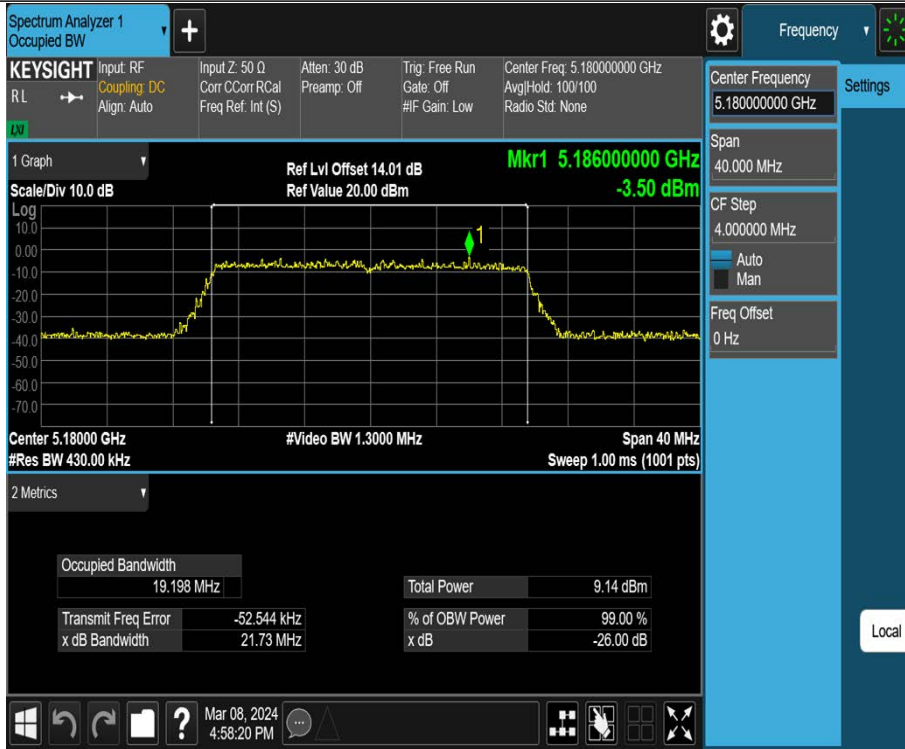 Spectrum Analyzer 1
Occupied BW
+
Frequency
KEYSIGHT
R L
LXI
Input: RF
Coupling: DC
Align: Auto
Input Z: 50 Ω
Corr CCorr RCal
Freq Ref: Int (S)
Atten: 30 dB
Preamp: Off
Trig: Free Run
Gate: Off
#IF Gain: Low
Center Freq: 5.180000000 GHz
Avg|Hold: 100/100
Radio Std: None
Center Frequency
5.180000000 GHz
Settings
Span
40.000 MHz
CF Step
4.000000 MHz
Auto
Man
Freq Offset
0 Hz
Local
1 Graph
Scale/Div 10.0 dB
Ref Lvl Offset 14.01 dB
Ref Value 20.00 dBm
Mkr1 5.186000000 GHz
-3.50 dBm
Log
10.0
0.00
-10.0
-20.0
-30.0
-40.0
-50.0
-60.0
-70.0
1
Center 5.18000 GHz
#Res BW 430.00 kHz
#Video BW 1.3000 MHz
Span 40 MHz
Sweep 1.00 ms (1001 pts)
2 Metrics
Occupied Bandwidth
19.198 MHz
Total Power 9.14 dBm
Transmit Freq Error -52.544 kHz
% of OBW Power 99.00 %
x dB Bandwidth 21.73 MHz
x dB -26.00 dB
?
Mar 08, 2024
4:58:20 PM